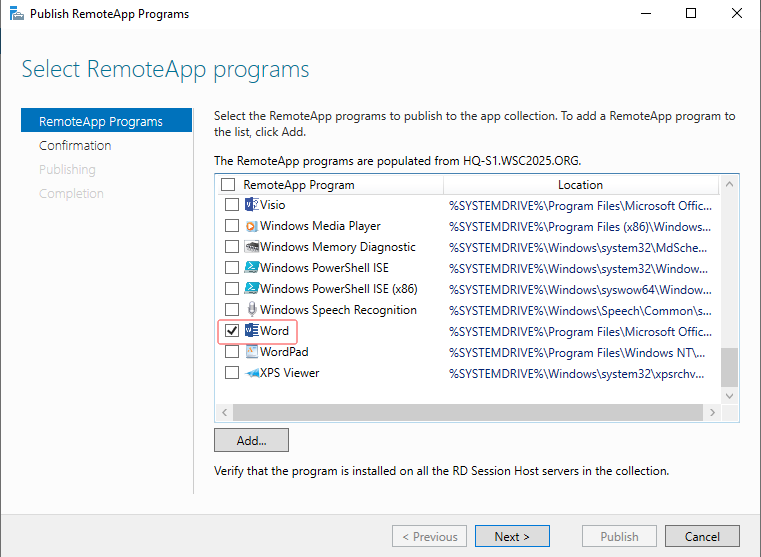 Publish RemoteApp Programs
Select RemoteApp programs
RemoteApp Programs
Confirmation
Publishing
Completion
Select the RemoteApp programs to publish to the app collection. To add a RemoteApp program to
the list, click Add.
The RemoteApp programs are populated from HQ-S1.WSC2025.ORG.
RemoteApp Program Location
Visio %SYSTEMDRIVE%\Program Files\Microsoft Offic...
Windows Media Player %SYSTEMDRIVE%\Program Files (x86)\Windows...
Windows Memory Diagnostic %SYSTEMDRIVE%\Windows\system32\MdSche...
Windows PowerShell ISE %SYSTEMDRIVE%\Windows\system32\Window...
Windows PowerShell ISE (x86) %SYSTEMDRIVE%\Windows\syswow64\Window...
Windows Speech Recognition %SYSTEMDRIVE%\Windows\Speech\Common\s...
Word %SYSTEMDRIVE%\Program Files\Microsoft Offic...
WordPad %SYSTEMDRIVE%\Program Files\Windows NT\...
XPS Viewer %SYSTEMDRIVE%\Windows\system32\xpsrchv...
Add...
Verify that the program is installed on all the RD Session Host servers in the collection.
< Previous Next > Publish Cancel